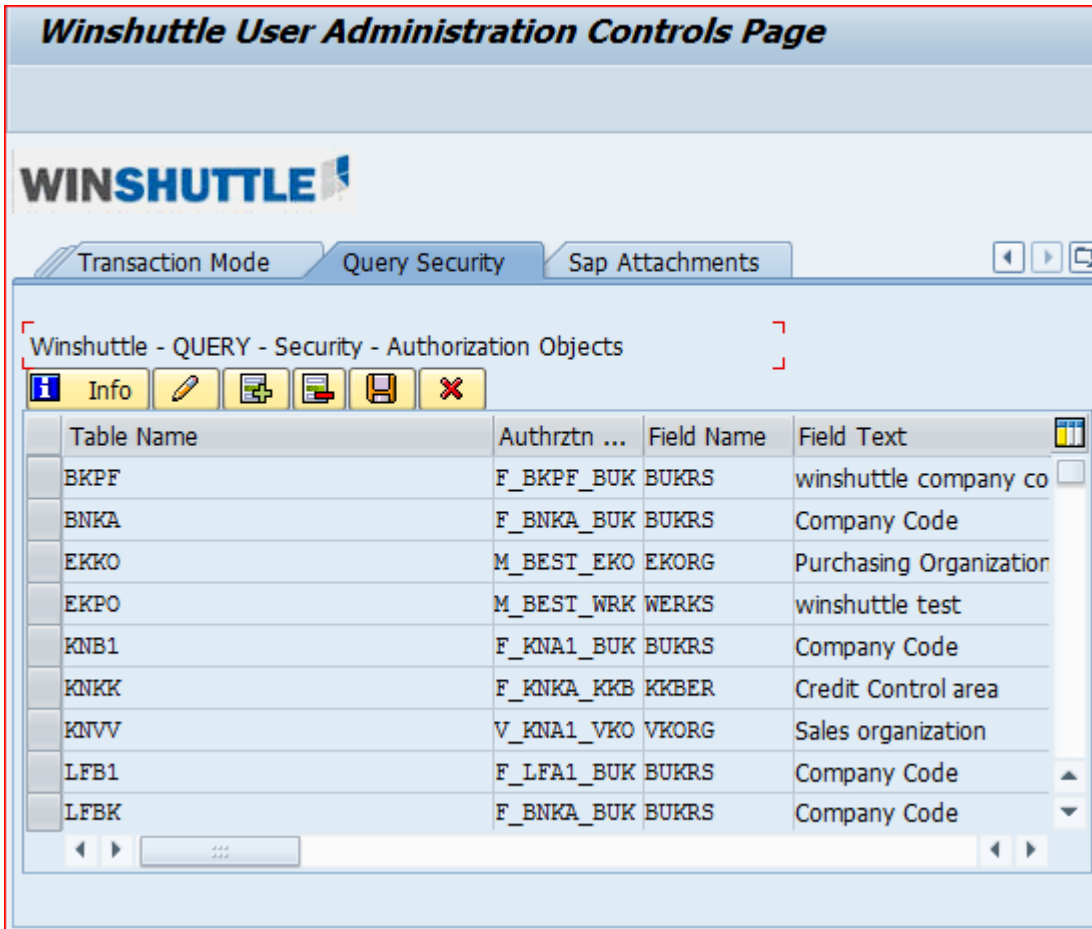 Winshuttle User Administration Controls Page
WINSHUTTLE
Transaction Mode Query Security Sap Attachments
Winshuttle - QUERY - Security - Authorization Objects
Info
Table Name Authrztn ... Field Name Field Text
BKPF F_BKPF_BUK BUKRS winshuttle company co
BNKA F_BNKA_BUK BUKRS Company Code
EKKO M_BEST_EKO EKORG Purchasing Organization
EKPO M_BEST_WRK WERKS winshuttle test
KNB1 F_KNA1_BUK BUKRS Company Code
KNKK F_KNKA_KKB KKBER Credit Control area
KNVV V_KNA1_VKO VKORG Sales organization
LFB1 F_LFA1_BUK BUKRS Company Code
LFBK F_BNKA_BUK BUKRS Company Code